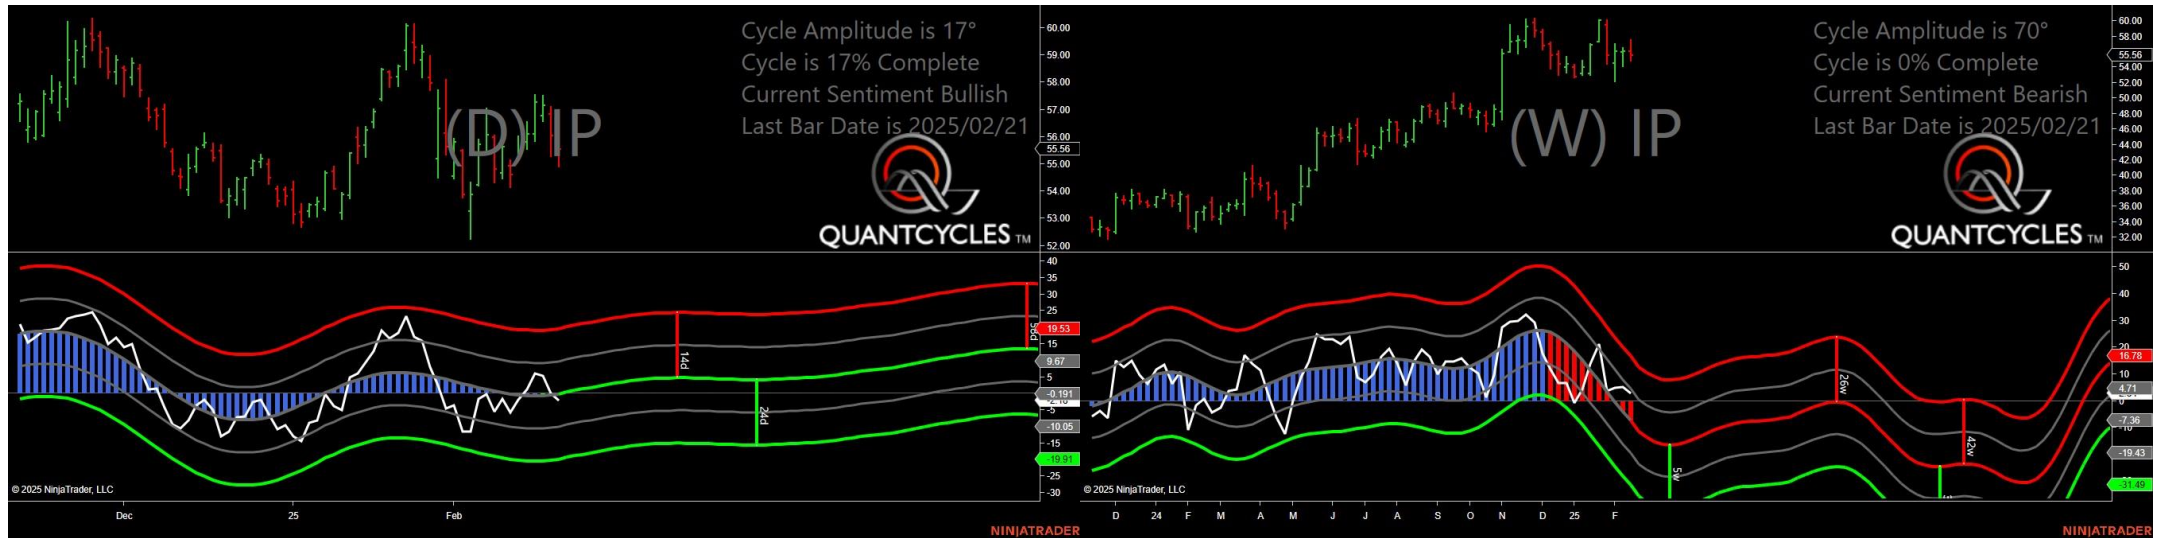 Cycle Amplitude is 17°
Cycle is 17% Complete
Current Sentiment Bullish
Last Bar Date is 2025/02/21
(D) IP
QUANTCYCLES TM
60.00
59.00
58.00
57.00
56.00
55.56
55.00
54.00
53.00
52.00
40
35
30
25
19.53
15
9.67
5
-0.191
-5
-10.05
-15
-19.91
-25
-30
14d
24d
© 2025 NinjaTrader, LLC
Dec
25
Feb
NINJATRADER
Cycle Amplitude is 70°
Cycle is 0% Complete
Current Sentiment Bearish
Last Bar Date is 2025/02/21
(W) IP
QUANTCYCLES TM
60.00
58.00
55.56
54.00
52.00
50.00
48.00
46.00
44.00
42.00
40.00
38.00
36.00
34.00
32.00
50
40
30
20
16.78
10
4.71
0
-7.36
-10
-19.43
-31.49
26w
42w
5w
© 2025 NinjaTrader, LLC
D
24
F
M
A
M
J
J
A
S
O
N
D
25
F
NINJATRADER